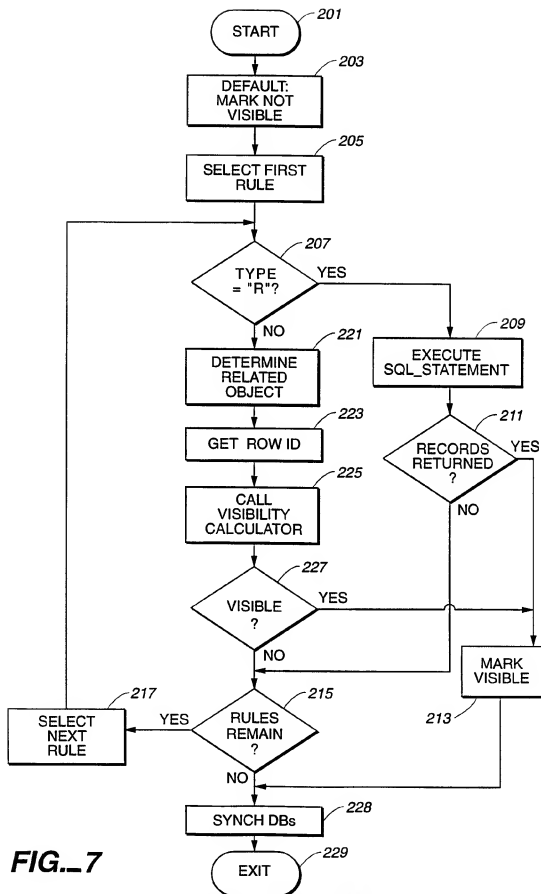 201
START
203
DEFAULT:
MARK NOT
VISIBLE
205
SELECT FIRST
RULE
207
TYPE
= "R"?
YES
NO
209
EXECUTE
SQL_STATEMENT
221
DETERMINE
RELATED
OBJECT
211
RECORDS
RETURNED
?
YES
NO
223
GET ROW ID
225
CALL
VISIBILITY
CALCULATOR
227
VISIBLE
?
YES
NO
MARK
VISIBLE
213
217
SELECT
NEXT
RULE
215
RULES
REMAIN
?
YES
NO
228
SYNCH DBs
229
EXIT
FIG._7